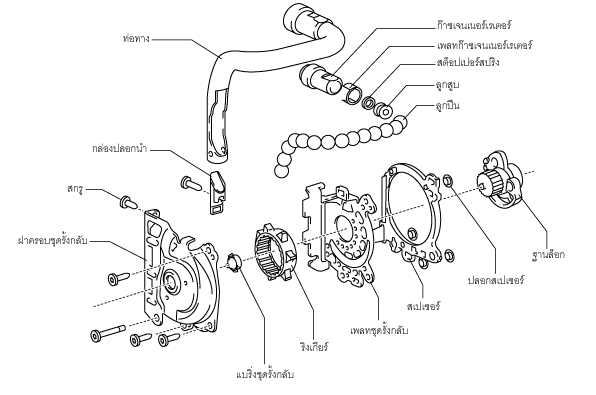 ก๊าซเจนเนอร์เรเตอร์
ท่อทาง
เพลทก๊าซเจนเนอร์เรเตอร์
สต็อปเปอร์สปริง
ลูกสูบ
ลูกปืน
กล่องปลอกนำ
สกรู
ฝาครอบชุดรั้งกลับ
ฐานล็อก
ปลอกสเปเซอร์
สเปเซอร์
เพลทชุดรั้งกลับ
ริงเกียร์
แบริ่งชุดรั้งกลับ